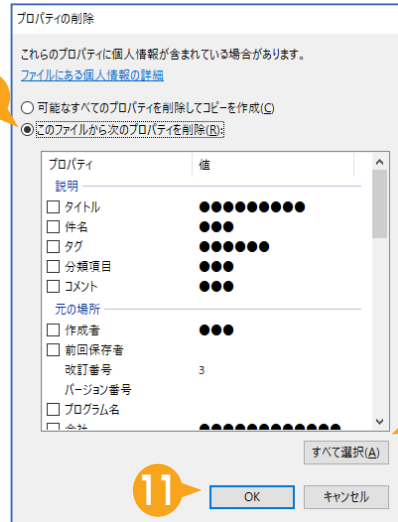 プロパティの削除
これらのプロパティに個人情報が含まれている場合があります。
ファイルにある個人情報の詳細
可能なすべてのプロパティを削除してコピーを作成(C)
このファイルから次のプロパティを削除(R):
プロパティ 値
説明
タイトル ●●●●●●●●●
件名 ●●●
タグ ●●●●●●
分類項目 ●●●
コメント ●●●
元の場所
作成者 ●●●
前回保存者
改訂番号 3
バージョン番号
プログラム名
会社 ●●●●●●●●●●●●
すべて選択(A)
11 OK キャンセル